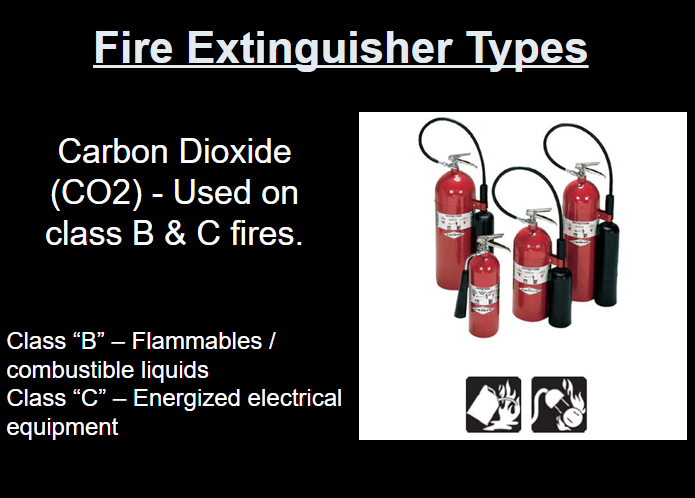 Fire Extinguisher Types
Carbon Dioxide
(CO2) - Used on
class B & C fires.
Class “B” – Flammables /
combustible liquids
Class “C” – Energized electrical
equipment